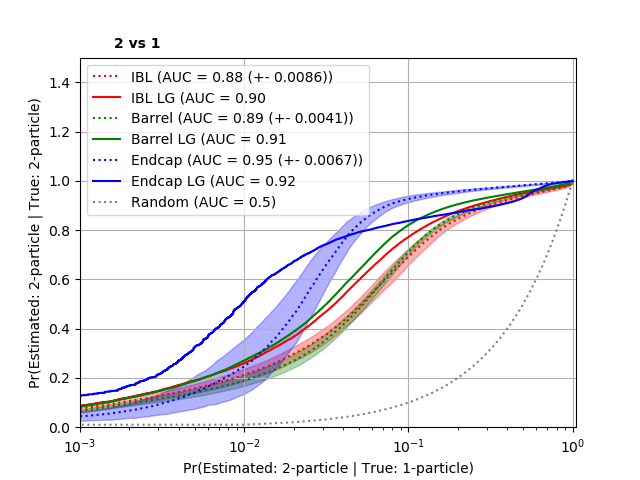 2 vs 1
IBL (AUC = 0.88 (+- 0.0086))
IBL LG (AUC = 0.90
Barrel (AUC = 0.89 (+- 0.0041))
Barrel LG (AUC = 0.91
Endcap (AUC = 0.95 (+- 0.0067))
Endcap LG (AUC = 0.92
Random (AUC = 0.5)
Pr(Estimated: 2-particle | True: 2-particle)
1.4
1.2
1.0
0.8
0.6
0.4
0.2
0.0
10⁻³ 10⁻² 10⁻¹ 10⁰
Pr(Estimated: 2-particle | True: 1-particle)